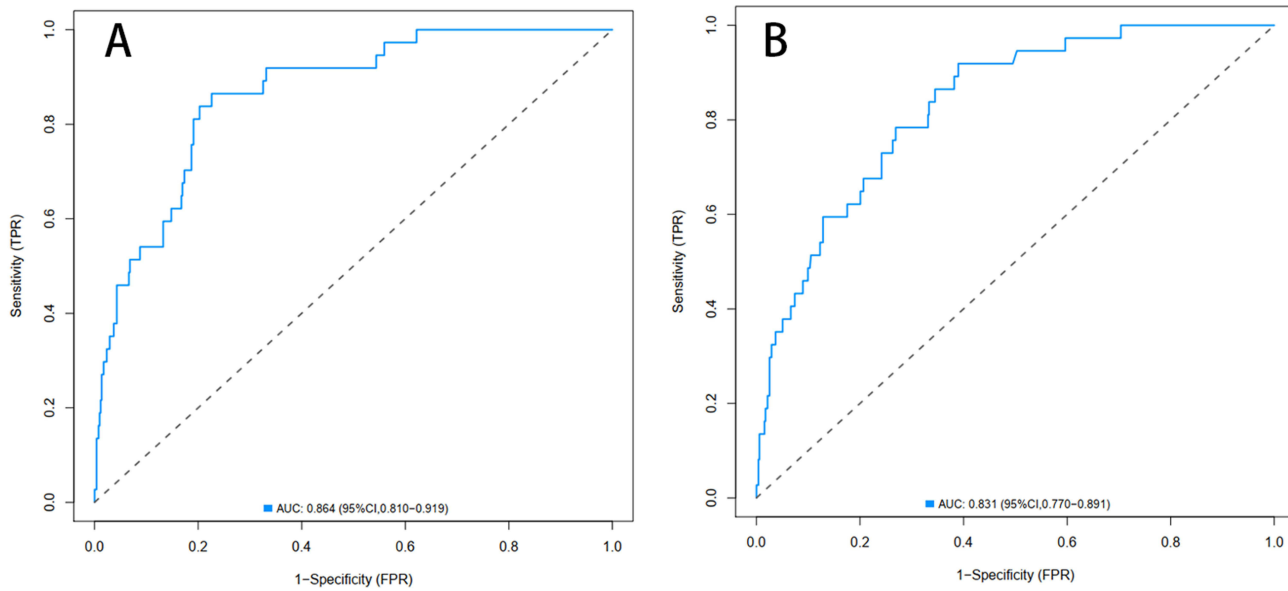 A
Sensitivity (TPR)
1.0
0.8
0.6
0.4
0.2
0.0
AUC: 0.864 (95%CI,0.810−0.919)
0.0 0.2 0.4 0.6 0.8 1.0
1−Specificity (FPR)
B
Sensitivity (TPR)
1.0
0.8
0.6
0.4
0.2
0.0
AUC: 0.831 (95%CI,0.770−0.891)
0.0 0.2 0.4 0.6 0.8 1.0
1−Specificity (FPR)